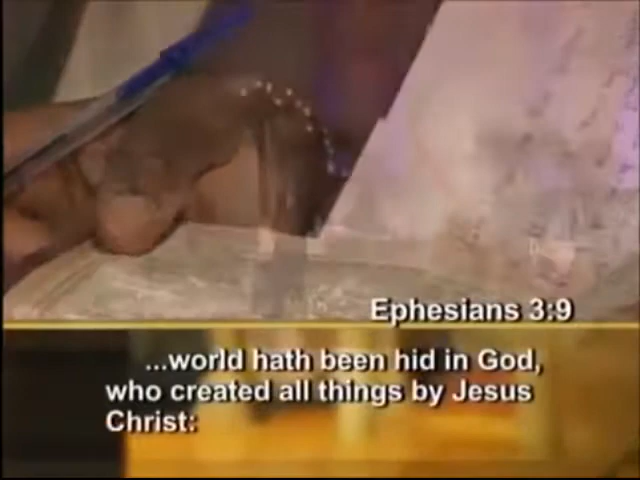 Ephesians 3:9
...world hath been hid in God,
who created all things by Jesus
Christ: